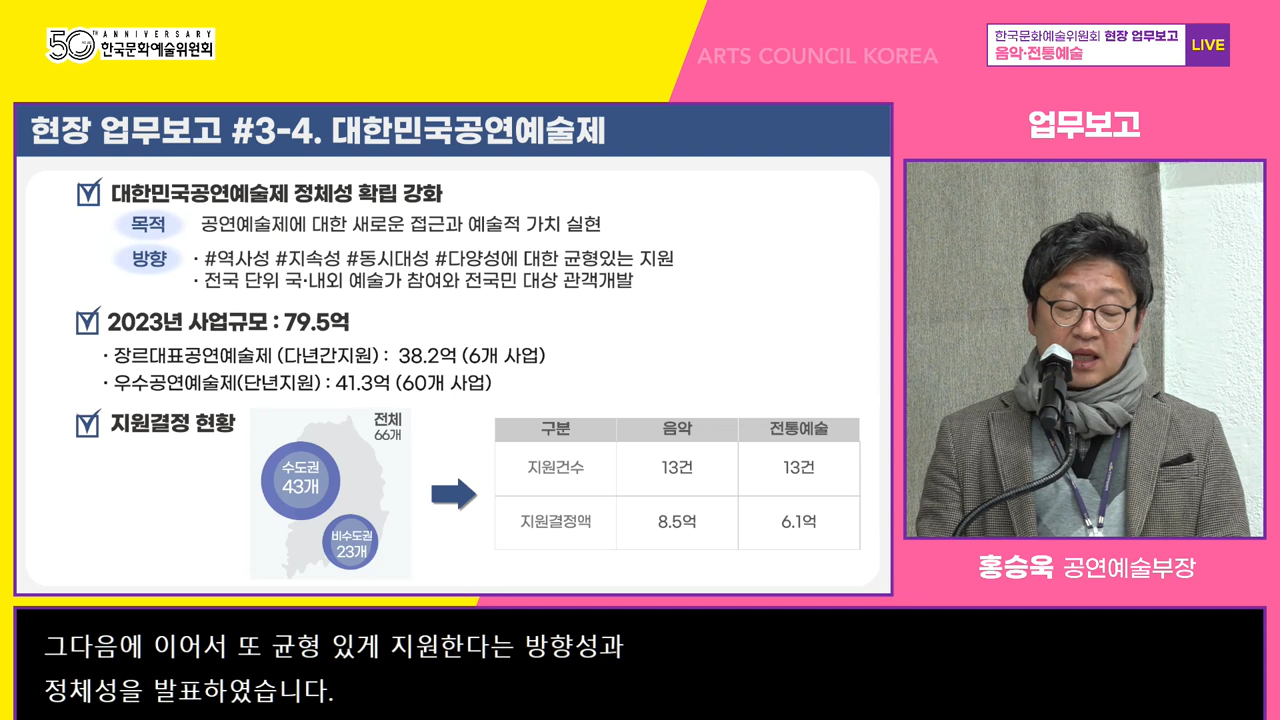 50TH ANNIVERSARY
한국문화예술위원회
ARTS COUNCIL KOREA
한국문화예술위원회 현장 업무보고
음악·전통예술
LIVE
현장 업무보고 #3-4. 대한민국공연예술제
대한민국공연예술제 정체성 확립 강화
목적 공연예술제에 대한 새로운 접근과 예술적 가치 실현
방향 · #역사성 #지속성 #동시대성 #다양성에 대한 균형있는 지원
· 전국 단위 국·내외 예술가 참여와 전국민 대상 관객개발
2023년 사업규모 : 79.5억
· 장르대표공연예술제 (다년간지원) : 38.2억 (6개 사업)
· 우수공연예술제(단년지원) : 41.3억 (60개 사업)
지원결정 현황
전체
66개
수도권
43개
비수도권
23개
구분 음악 전통예술
지원건수 13건 13건
지원결정액 8.5억 6.1억
업무보고
홍승욱 공연예술부장
그다음에 이어서 또 균형 있게 지원한다는 방향성과
정체성을 발표하였습니다.